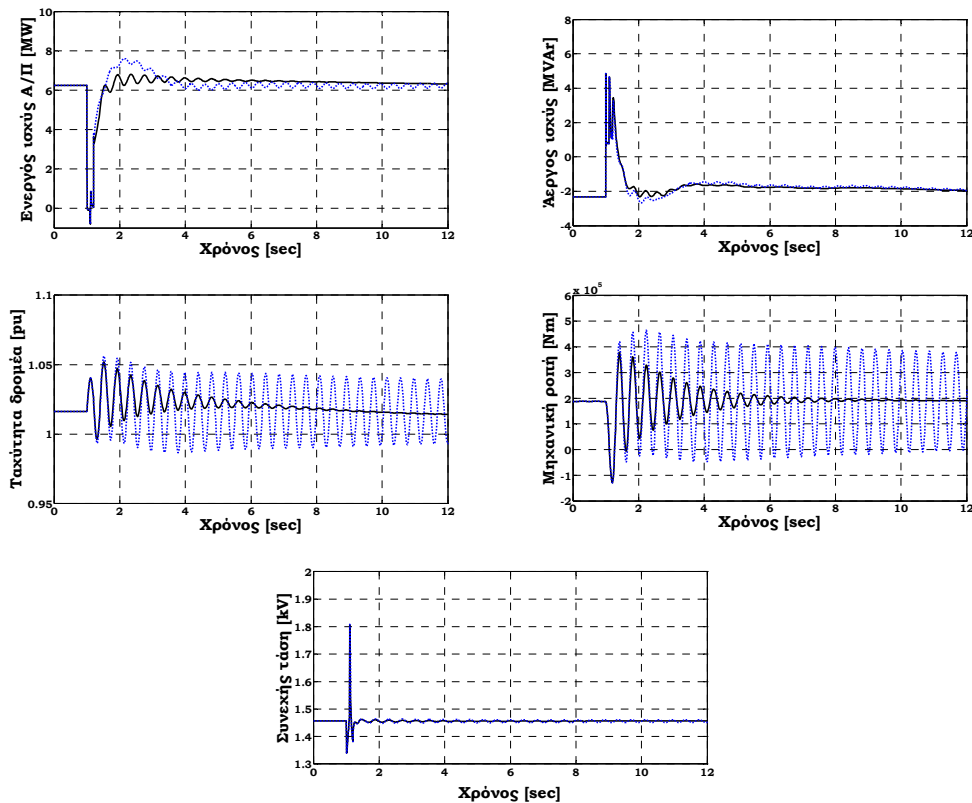 Ενεργός ισχύς Α/Π [MW]
10
8
6
4
2
0
0 2 4 6 8 10 12
Χρόνος [sec]
Άεργος ισχύς [MVAr]
8
6
4
2
0
-2
-4
0 2 4 6 8 10 12
Χρόνος [sec]
Ταχύτητα δρομέα [pu]
1.1
1.05
1
0.95
0 2 4 6 8 10 12
Χρόνος [sec]
Μηχανική ροπή [Nm]
x 10⁵
6
5
4
3
2
1
0
-1
-2
0 2 4 6 8 10 12
Χρόνος [sec]
Συνεχής τάση [kV]
2
1.9
1.8
1.7
1.6
1.5
1.4
1.3
0 2 4 6 8 10 12
Χρόνος [sec]